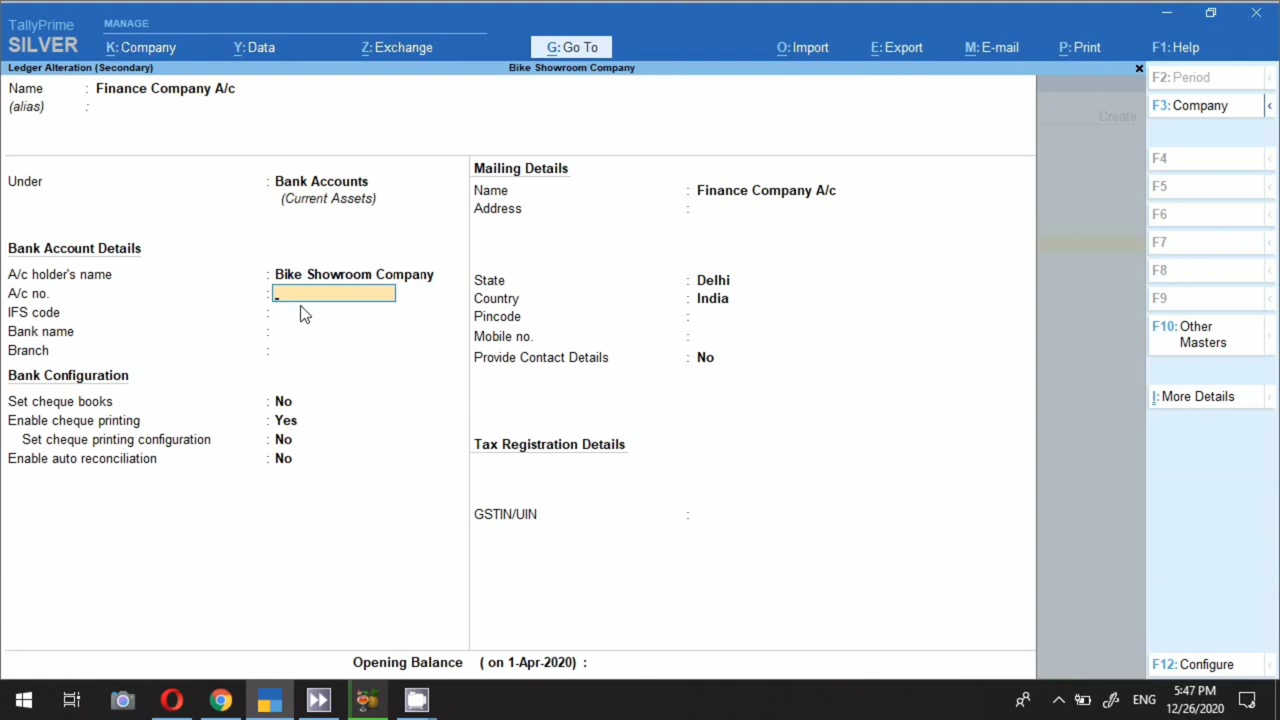 TallyPrime
SILVER
MANAGE
K: Company
Y: Data
Z: Exchange
G: Go To
O: Import
E: Export
M: E-mail
P: Print
F1: Help
Ledger Alteration (Secondary)
Bike Showroom Company
Name : Finance Company A/c
(alias) :
Under : Bank Accounts
(Current Assets)
Bank Account Details
A/c holder's name : Bike Showroom Company
A/c no. :
IFS code :
Bank name :
Branch :
Bank Configuration
Set cheque books : No
Enable cheque printing : Yes
Set cheque printing configuration : No
Enable auto reconciliation : No
Mailing Details
Name : Finance Company A/c
Address :
State : Delhi
Country : India
Pincode :
Mobile no. :
Provide Contact Details : No
Tax Registration Details
GSTIN/UIN :
Opening Balance ( on 1-Apr-2020) :
Create
F2: Period
F3: Company
F4
F5
F6
F7
F8
F9
F10: Other
Masters
I: More Details
F12: Configure
ENG
5:47 PM
12/26/2020